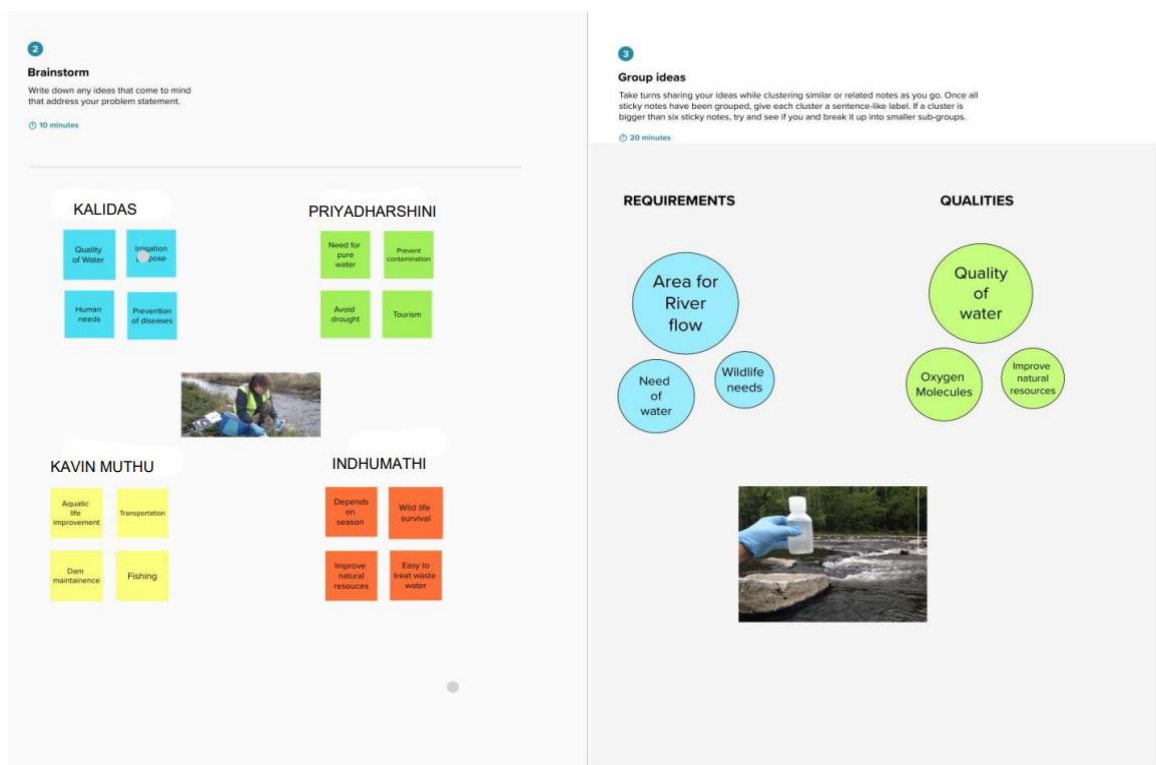 2
Brainstorm
Write down any ideas that come to mind
that address your problem statement.
10 minutes
KALIDAS
Quality
of Water
Irrigation
pose
Human
needs
Prevention
of diseases
PRIYADHARSHINI
Need for
pure
water
Prevent
contamination
Avoid
drought
Tourism
KAVIN MUTHU
Aquatic
life
improvement
Transportation
Dam
maintainence
Fishing
INDHUMATHI
Depends
on
season
Wild life
survival
Improve
natural
resouces
Easy to
treat waste
water
3
Group ideas
Take turns sharing your ideas while clustering similar or related notes as you go. Once all
sticky notes have been grouped, give each cluster a sentence-like label. If a cluster is
bigger than six sticky notes, try and see if you and break it up into smaller sub-groups.
20 minutes
REQUIREMENTS
Area for
River
flow
Need
of
water
Wildlife
needs
QUALITIES
Quality
of
water
Oxygen
Molecules
Improve
natural
resources